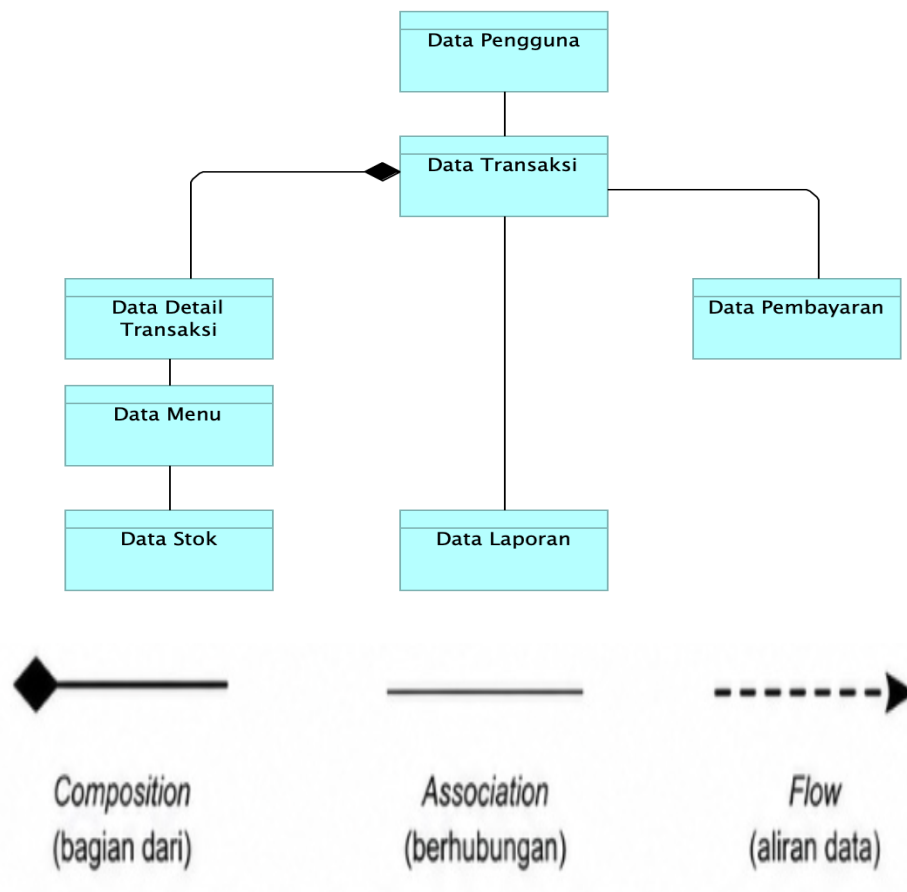 Data Pengguna
Data Transaksi
Data Detail
Transaksi
Data Pembayaran
Data Menu
Data Stok
Data Laporan
Composition
(bagian dari)
Association
(berhubungan)
Flow
(aliran data)